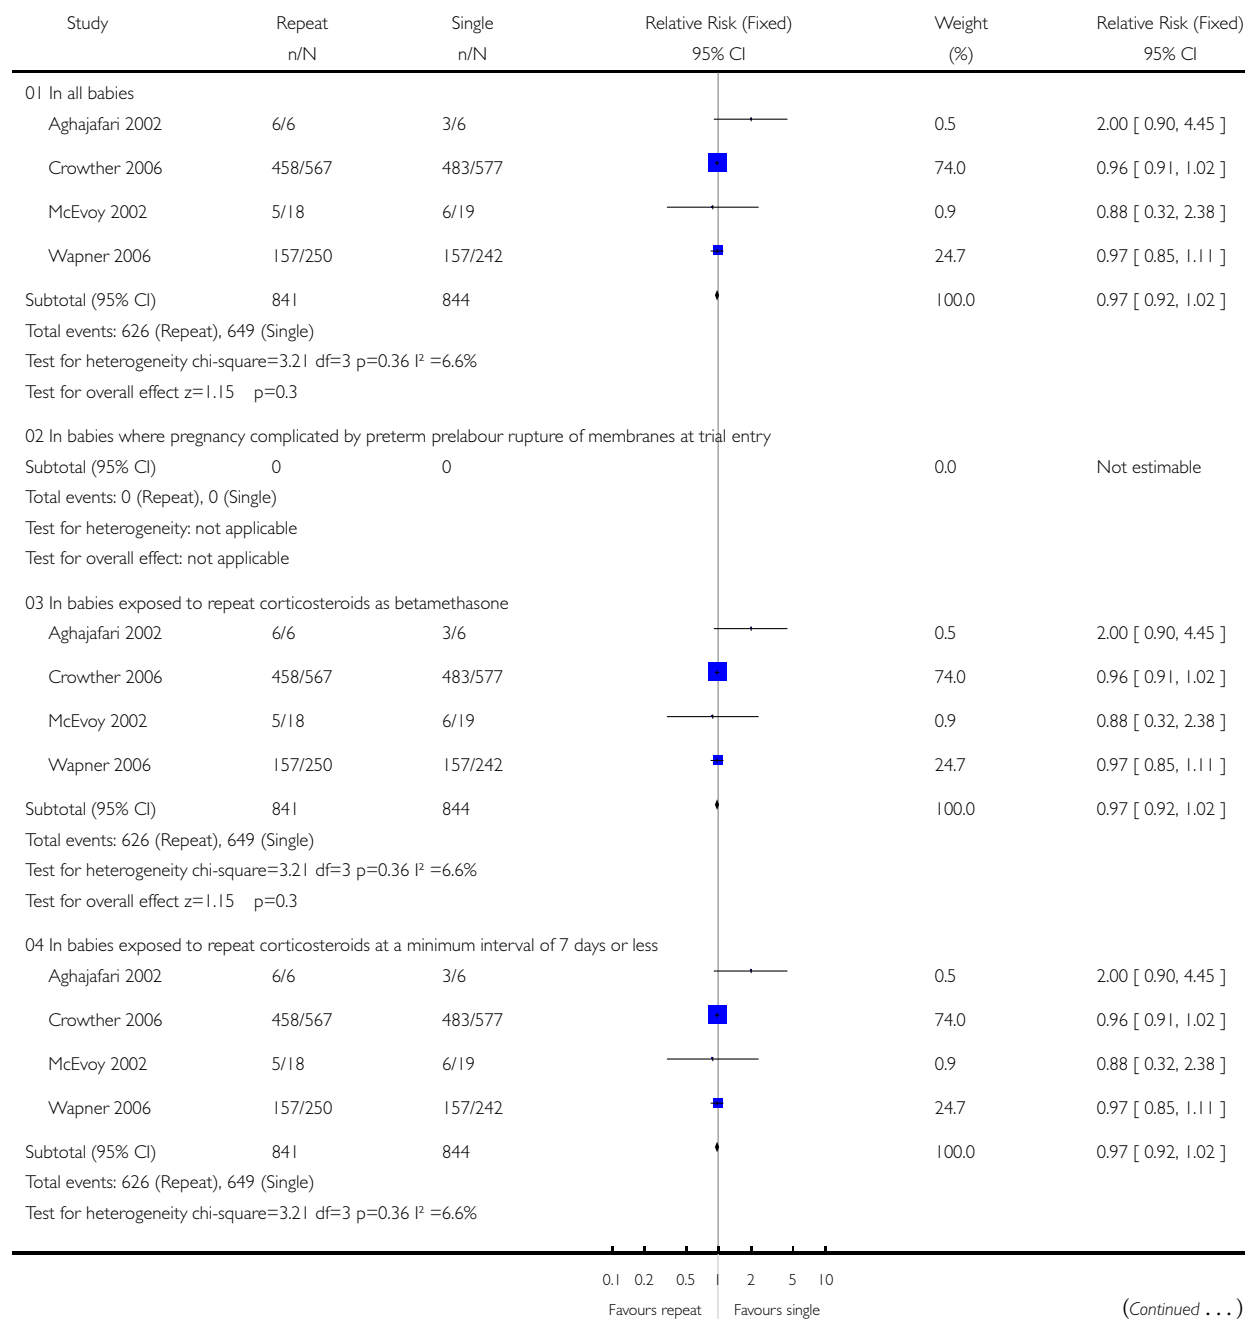 Study Repeat Single Relative Risk (Fixed) Weight Relative Risk (Fixed)
n/N n/N 95% CI (%) 95% CI
01 In all babies
Aghajafari 2002 6/6 3/6 0.5 2.00 [ 0.90, 4.45 ]
Crowther 2006 458/567 483/577 74.0 0.96 [ 0.91, 1.02 ]
McEvoy 2002 5/18 6/19 0.9 0.88 [ 0.32, 2.38 ]
Wapner 2006 157/250 157/242 24.7 0.97 [ 0.85, 1.11 ]
Subtotal (95% CI) 841 844 100.0 0.97 [ 0.92, 1.02 ]
Total events: 626 (Repeat), 649 (Single)
Test for heterogeneity chi-square=3.21 df=3 p=0.36 I² =6.6%
Test for overall effect z=1.15 p=0.3
02 In babies where pregnancy complicated by preterm prelabour rupture of membranes at trial entry
Subtotal (95% CI) 0 0 0.0 Not estimable
Total events: 0 (Repeat), 0 (Single)
Test for heterogeneity: not applicable
Test for overall effect: not applicable
03 In babies exposed to repeat corticosteroids as betamethasone
Aghajafari 2002 6/6 3/6 0.5 2.00 [ 0.90, 4.45 ]
Crowther 2006 458/567 483/577 74.0 0.96 [ 0.91, 1.02 ]
McEvoy 2002 5/18 6/19 0.9 0.88 [ 0.32, 2.38 ]
Wapner 2006 157/250 157/242 24.7 0.97 [ 0.85, 1.11 ]
Subtotal (95% CI) 841 844 100.0 0.97 [ 0.92, 1.02 ]
Total events: 626 (Repeat), 649 (Single)
Test for heterogeneity chi-square=3.21 df=3 p=0.36 I² =6.6%
Test for overall effect z=1.15 p=0.3
04 In babies exposed to repeat corticosteroids at a minimum interval of 7 days or less
Aghajafari 2002 6/6 3/6 0.5 2.00 [ 0.90, 4.45 ]
Crowther 2006 458/567 483/577 74.0 0.96 [ 0.91, 1.02 ]
McEvoy 2002 5/18 6/19 0.9 0.88 [ 0.32, 2.38 ]
Wapner 2006 157/250 157/242 24.7 0.97 [ 0.85, 1.11 ]
Subtotal (95% CI) 841 844 100.0 0.97 [ 0.92, 1.02 ]
Total events: 626 (Repeat), 649 (Single)
Test for heterogeneity chi-square=3.21 df=3 p=0.36 I² =6.6%
0.1 0.2 0.5 1 2 5 10
Favours repeat Favours single (Continued . . . )